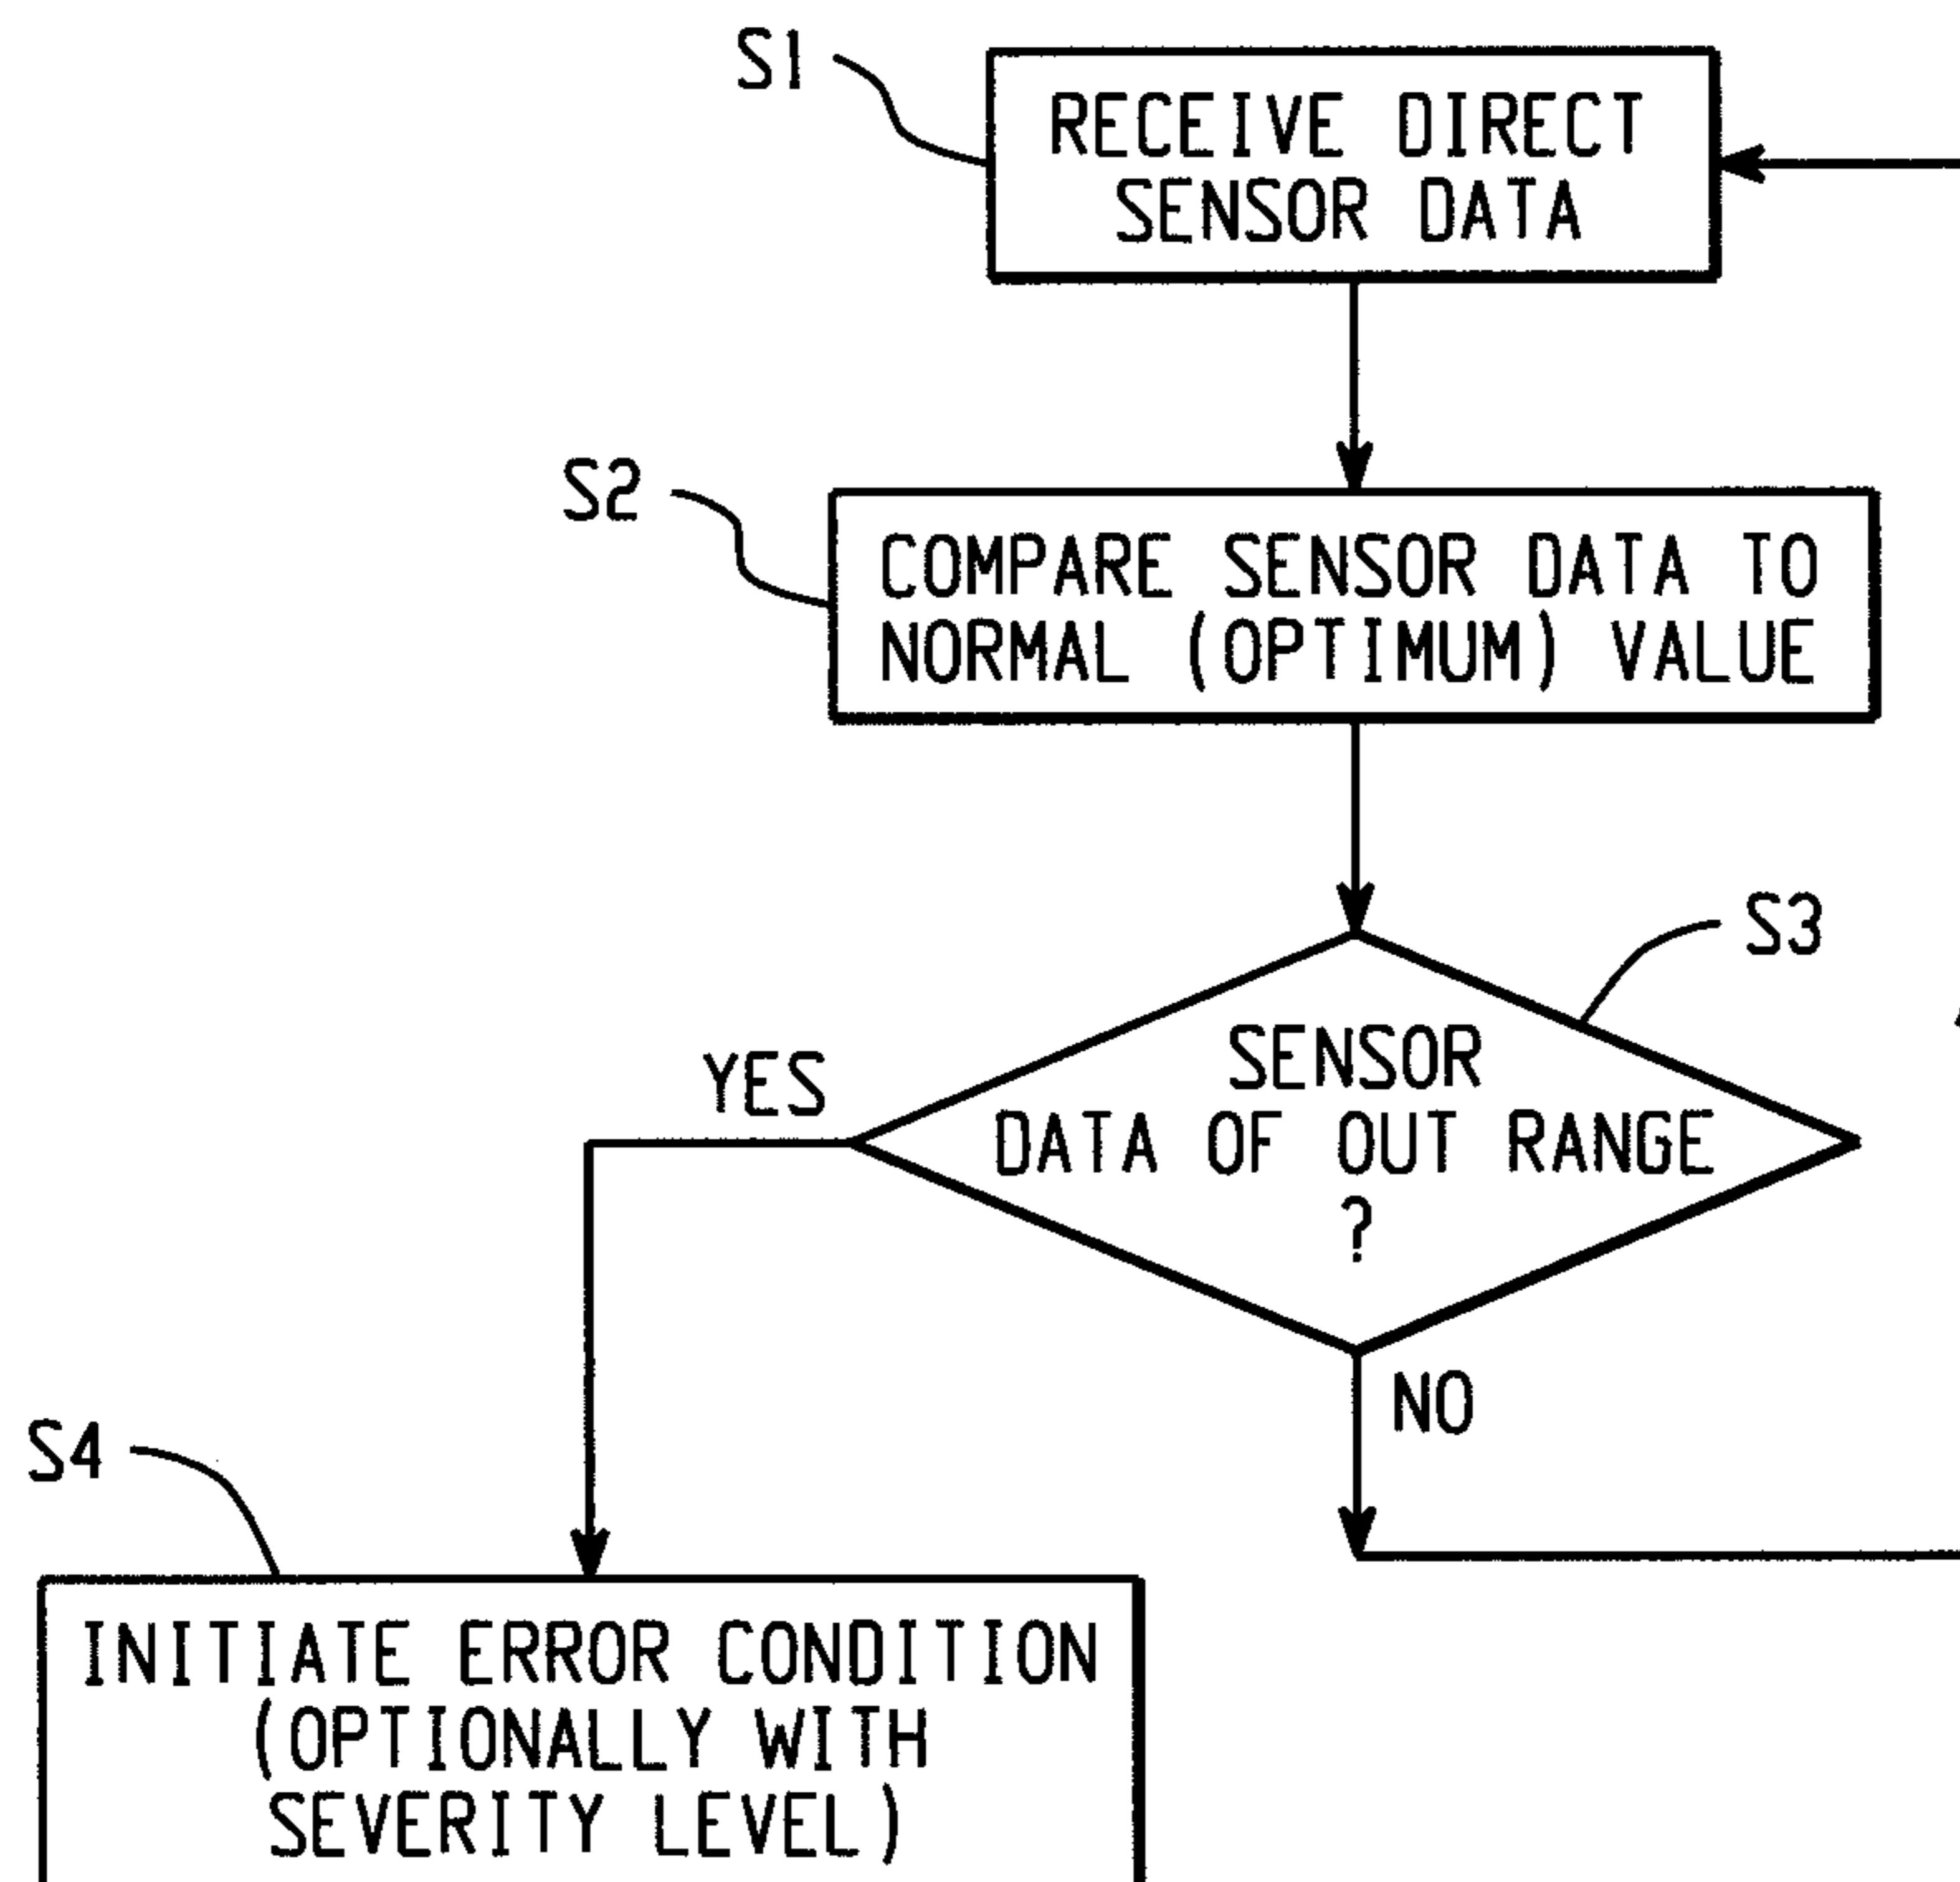 S1
RECEIVE DIRECT
SENSOR DATA
S2
COMPARE SENSOR DATA TO
NORMAL (OPTIMUM) VALUE
S3
SENSOR
DATA OF OUT RANGE
?
YES
NO
S4
INITIATE ERROR CONDITION
(OPTIONALLY WITH
SEVERITY LEVEL)